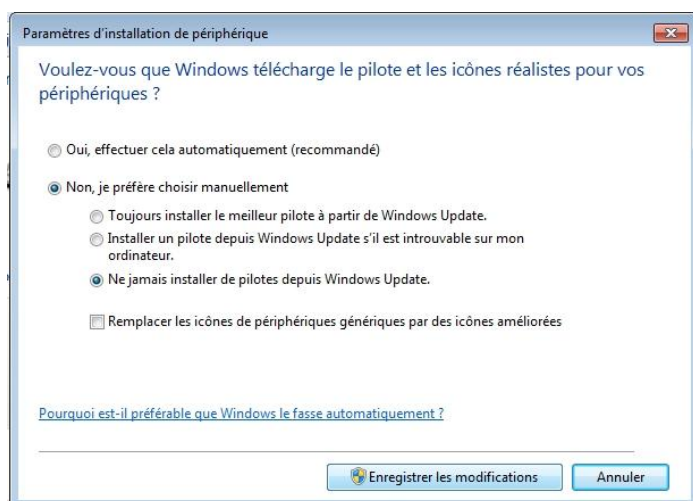 Paramètres d'installation de périphérique
Voulez-vous que Windows télécharge le pilote et les icônes réalistes pour vos
périphériques ?
Oui, effectuer cela automatiquement (recommandé)
Non, je préfère choisir manuellement
Toujours installer le meilleur pilote à partir de Windows Update.
Installer un pilote depuis Windows Update s'il est introuvable sur mon
ordinateur.
Ne jamais installer de pilotes depuis Windows Update.
Remplacer les icônes de périphériques génériques par des icônes améliorées
Pourquoi est-il préférable que Windows le fasse automatiquement ?
Enregistrer les modifications
Annuler